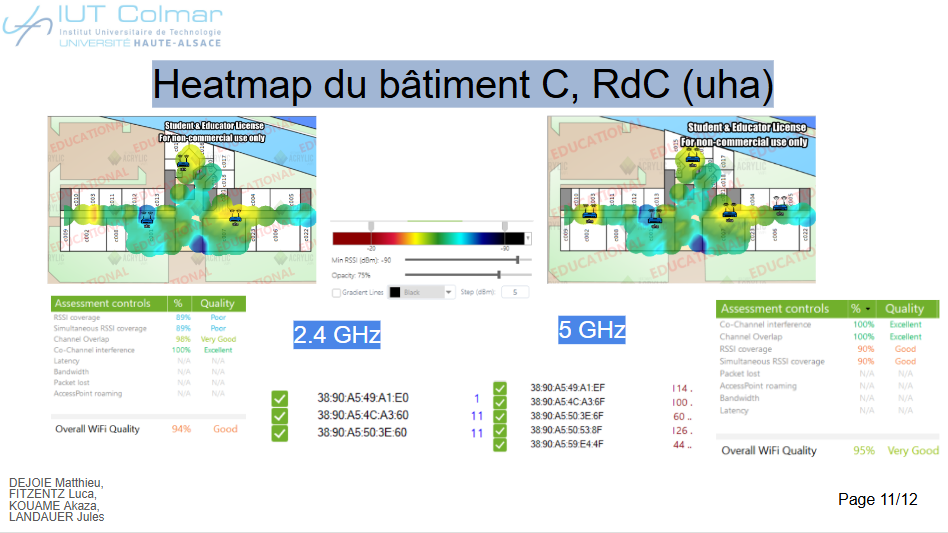 IUT Colmar
Institut Universitaire de Technologie
UNIVERSITÉ HAUTE-ALSACE
Heatmap du bâtiment C, RdC (uha)
Student & Educator License
For non-commercial use only
EDUCATIONAL
Student & Educator License
For non-commercial use only
EDUCATIONAL
-20
-90
Min RSSI (dBm): -90
Opacity: 75%
Gradient Lines
Black
Step (dBm):
5
Assessment controls % Quality
RSSI coverage 89% Poor
Simultaneous RSSI coverage 89% Poor
Channel Overlap 98% Very Good
Co-Channel interference 100% Excellent
Latency N/A N/A
Bandwidth N/A N/A
Packet lost N/A N/A
AccessPoint roaming N/A N/A
Overall WiFi Quality 94% Good
2.4 GHz
5 GHz
38:90:A5:49:A1:E0 1
38:90:A5:4C:A3:60 11
38:90:A5:50:3E:60 11
38:90:A5:49:A1:EF 114 .
38:90:A5:4C:A3:6F 100 .
38:90:A5:50:3E:6F 60 ..
38:90:A5:50:53:8F 126 .
38:90:A5:59:E4:4F 44 ..
Assessment controls % Quality
Co-Channel interference 100% Excellent
Channel Overlap 100% Excellent
RSSI coverage 90% Good
Simultaneous RSSI coverage 90% Good
Packet lost N/A N/A
AccessPoint roaming N/A N/A
Bandwidth N/A N/A
Latency N/A N/A
Overall WiFi Quality 95% Very Good
DEJOIE Matthieu,
FITZENTZ Luca,
KOUAME Akaza,
LANDAUER Jules
Page 11/12